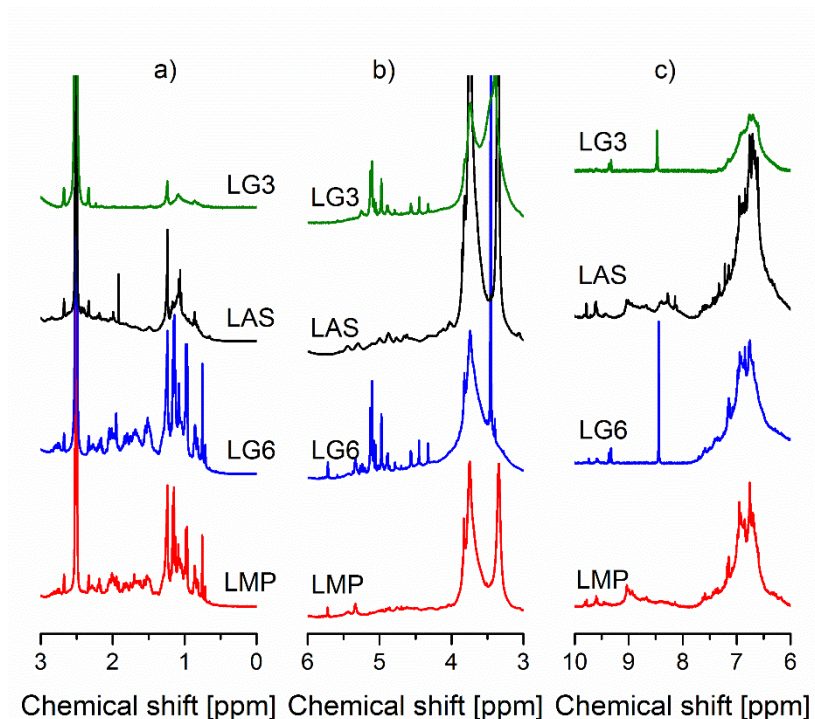 a) b) c)
LG3 LG3 LG3
LAS LAS LAS
LG6 LG6 LG6
LMP LMP LMP
3 2 1 0 6 5 4 3 10 9 8 7 6
Chemical shift [ppm] Chemical shift [ppm] Chemical shift [ppm]